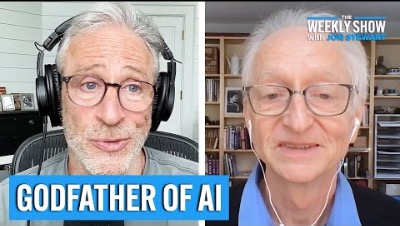 THE
WEEKLY SHOW
with JON STEWART
GODFATHER OF AI